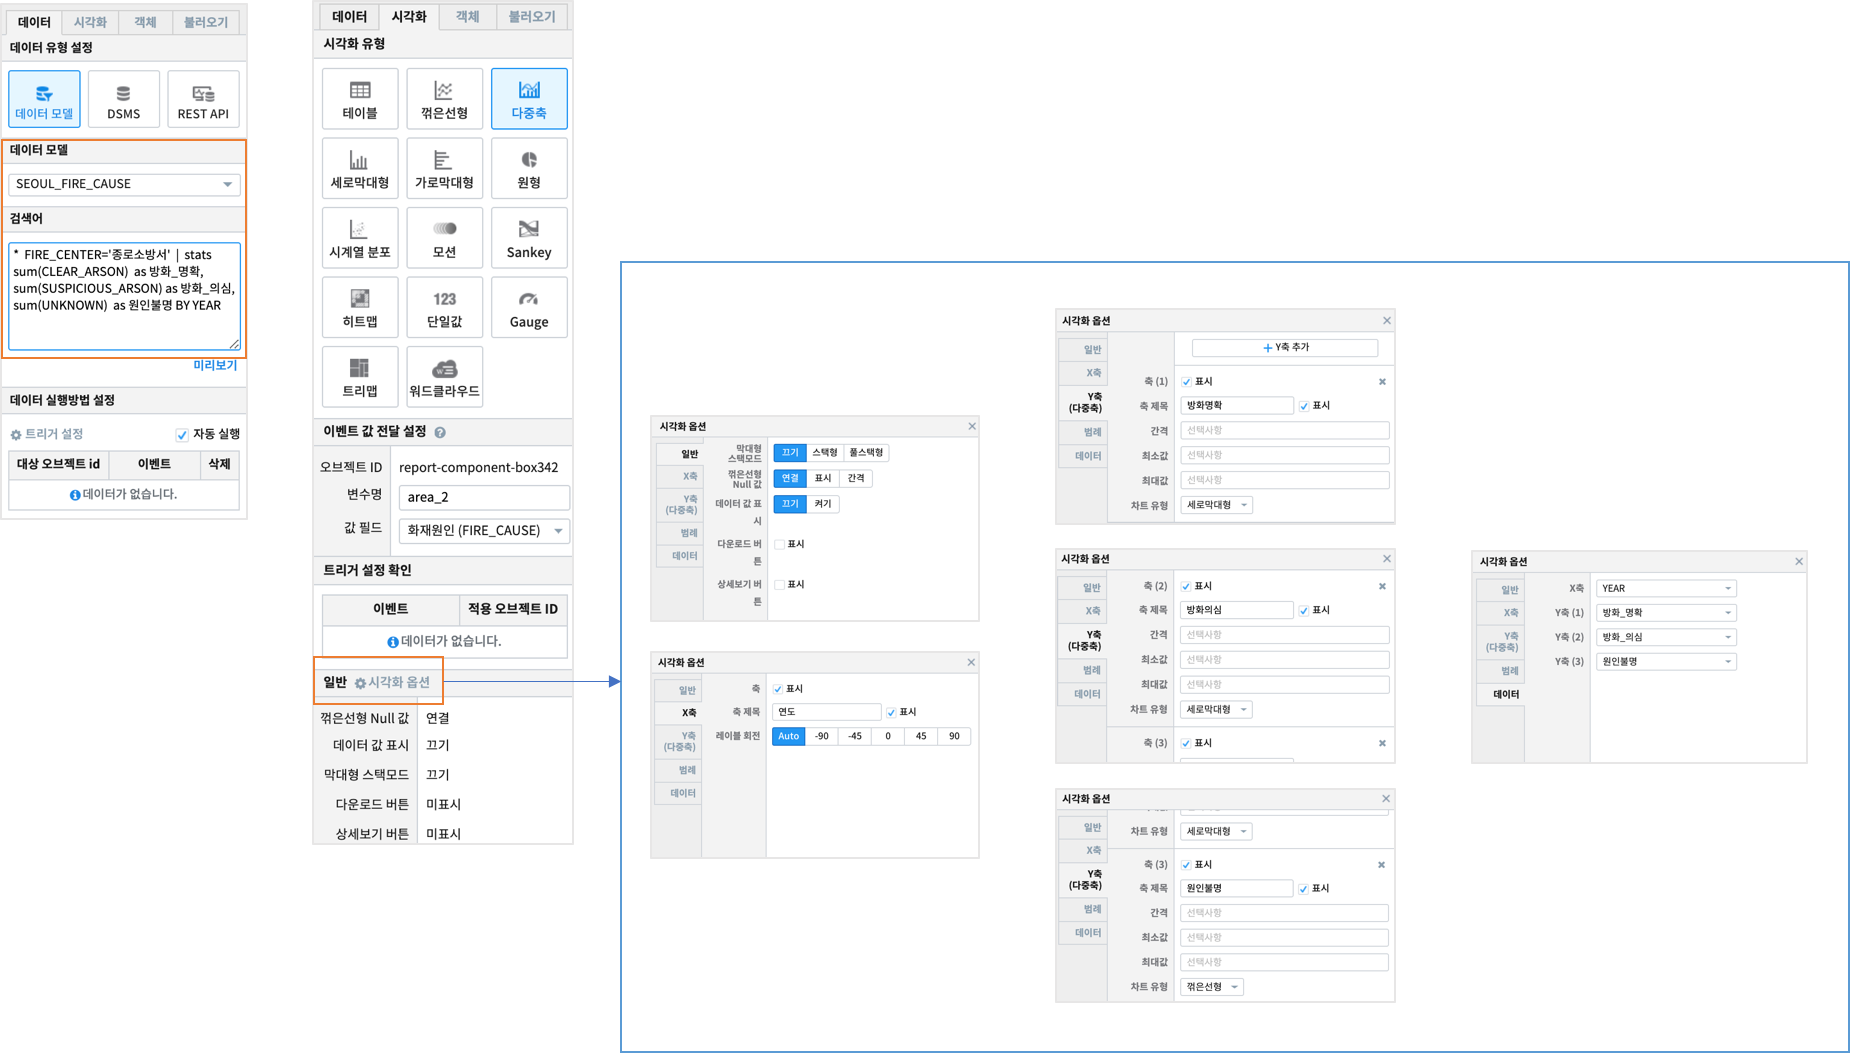 데이터 시각화 객체 불러오기
데이터 유형 설정
데이터 모델 DSMS REST API
데이터 모델
SEOUL_FIRE_CAUSE
검색어
* FIRE_CENTER='종로소방서' | stats
sum(CLEAR_ARSON) as 방화_명확,
sum(SUSPICIOUS_ARSON) as 방화_의심,
sum(UNKNOWN) as 원인불명 BY YEAR
미리보기
데이터 실행방법 설정
트리거 설정 자동 실행
대상 오브젝트 id 이벤트 삭제
데이터가 없습니다.
데이터 시각화 객체 불러오기
시각화 유형
테이블 꺾은선형 다중축
세로막대형 가로막대형 원형
시계열 분포 모션 Sankey
123
히트맵 단일값 Gauge
트리맵 워드클라우드
이벤트 값 전달 설정 ?
오브젝트 ID report-component-box342
변수명 area_2
값 필드 화재원인 (FIRE_CAUSE)
트리거 설정 확인
이벤트 적용 오브젝트 ID
데이터가 없습니다.
일반 시각화 옵션
꺾은선형 Null 값 연결
데이터 값 표시 끄기
막대형 스택모드 끄기
다운로드 버튼 미표시
상세보기 버튼 미표시
시각화 옵션
일반
X축
Y축
(다중축)
범례
데이터
막대형
스택모드
끄기 스택형 풀스택형
꺾은선형
Null 값
연결 표시 간격
데이터 값 표
시
끄기 켜기
다운로드 버
튼
표시
상세보기 버
튼
표시
시각화 옵션
일반
X축
Y축
(다중축)
범례
데이터
축 표시
축 제목 연도 표시
레이블 회전 Auto -90 -45 0 45 90
시각화 옵션
일반
X축
Y축
(다중축)
범례
데이터
+ Y축 추가
축 (1) 표시
축 제목 방화명확 표시
간격 선택사항
최소값 선택사항
최대값 선택사항
차트 유형 세로막대형
시각화 옵션
일반
X축
Y축
(다중축)
범례
데이터
축 (2) 표시
축 제목 방화의심 표시
간격 선택사항
최소값 선택사항
최대값 선택사항
차트 유형 세로막대형
축 (3) 표시
시각화 옵션
일반
X축
Y축
(다중축)
범례
데이터
차트 유형 세로막대형
축 (3) 표시
축 제목 원인불명 표시
간격 선택사항
최소값 선택사항
최대값 선택사항
차트 유형 꺾은선형
시각화 옵션
일반
X축
Y축
(다중축)
범례
데이터
X축 YEAR
Y축 (1) 방화_명확
Y축 (2) 방화_의심
Y축 (3) 원인불명